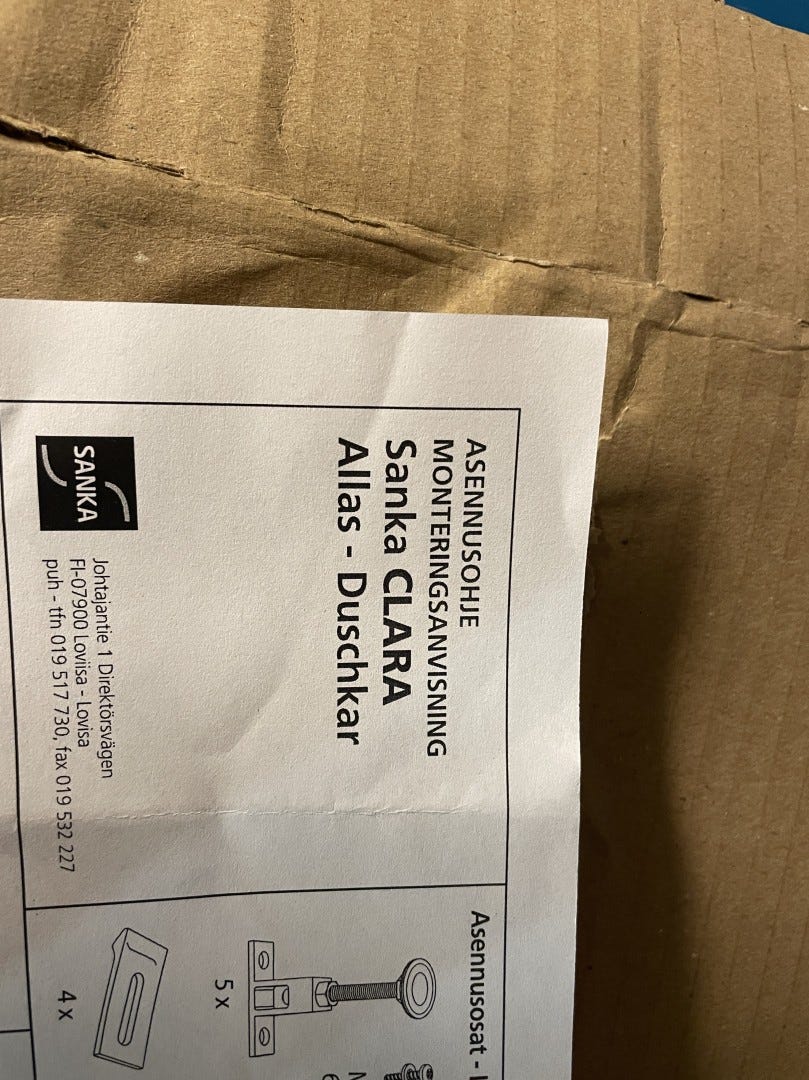 ASENNUSOHJE
MONTERINGSANVISNING
Sanka CLARA
Allas - Duschkar
SANKA
Johtajantie 1 Direktörsvägen
FI-07900 Loviisa - Lovisa
puh - tfn 019 517 730, fax 019 532 227
Asennusosat -
5 x
4 x